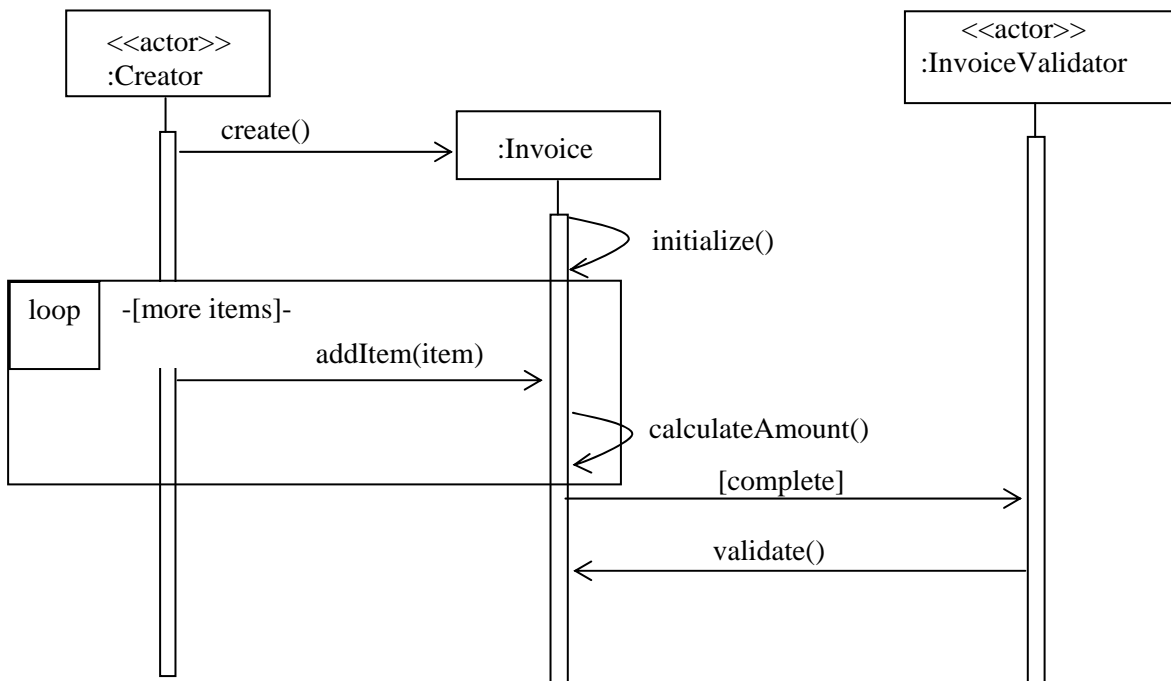 <<actor>>
:Creator
<<actor>>
:InvoiceValidator
create()
:Invoice
initialize()
loop
-[more items]-
addItem(item)
calculateAmount()
[complete]
validate()